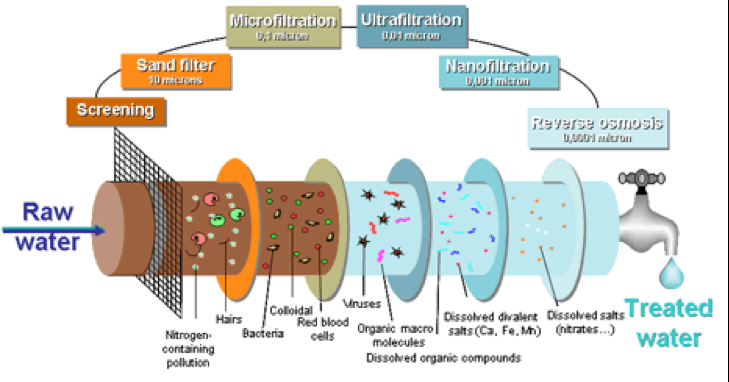 Microfiltration
0,1 micron
Ultrafiltration
0,01 micron
Sand filter
10 microns
Nanofiltration
0,001 micron
Screening
Reverse osmosis
0,0001 micron
Raw
water
Treated
water
Nitrogen-
containing
pollution
Hairs
Bacteria
Colloidal
Red blood
cells
Viruses
Organic macro
molecules
Dissolved organic compounds
Dissolved divalent
salts (Ca, Fe, Mn)
Dissolved salts
(nitrates...)